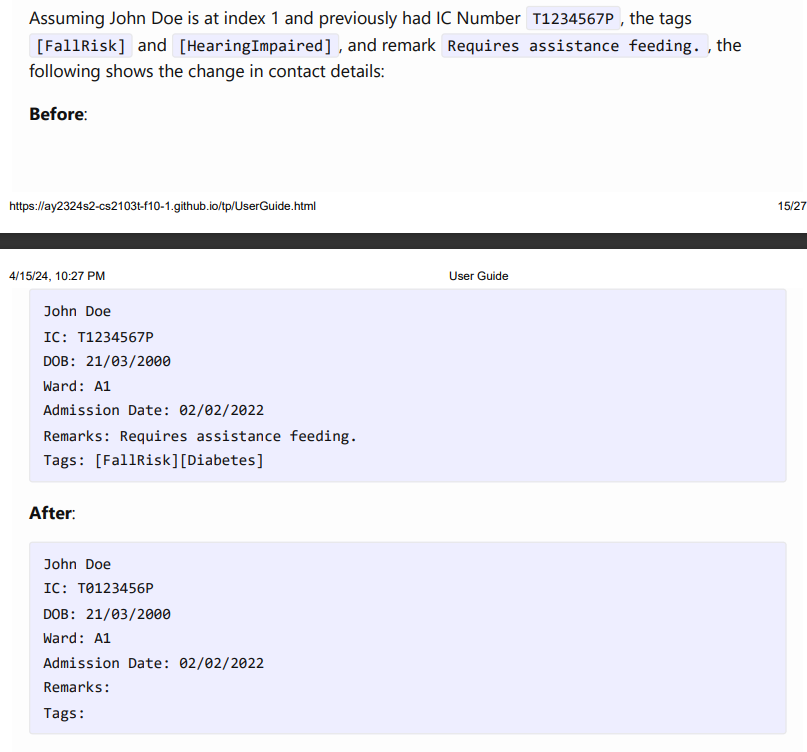 Assuming John Doe is at index 1 and previously had IC Number T1234567P , the tags
[FallRisk] and [HearingImpaired] , and remark Requires assistance feeding. , the
following shows the change in contact details:
Before:
https://ay2324s2-cs2103t-f10-1.github.io/tp/UserGuide.html 15/27
4/15/24, 10:27 PM User Guide
John Doe
IC: T1234567P
DOB: 21/03/2000
Ward: A1
Admission Date: 02/02/2022
Remarks: Requires assistance feeding.
Tags: [FallRisk][Diabetes]
After:
John Doe
IC: T0123456P
DOB: 21/03/2000
Ward: A1
Admission Date: 02/02/2022
Remarks:
Tags: